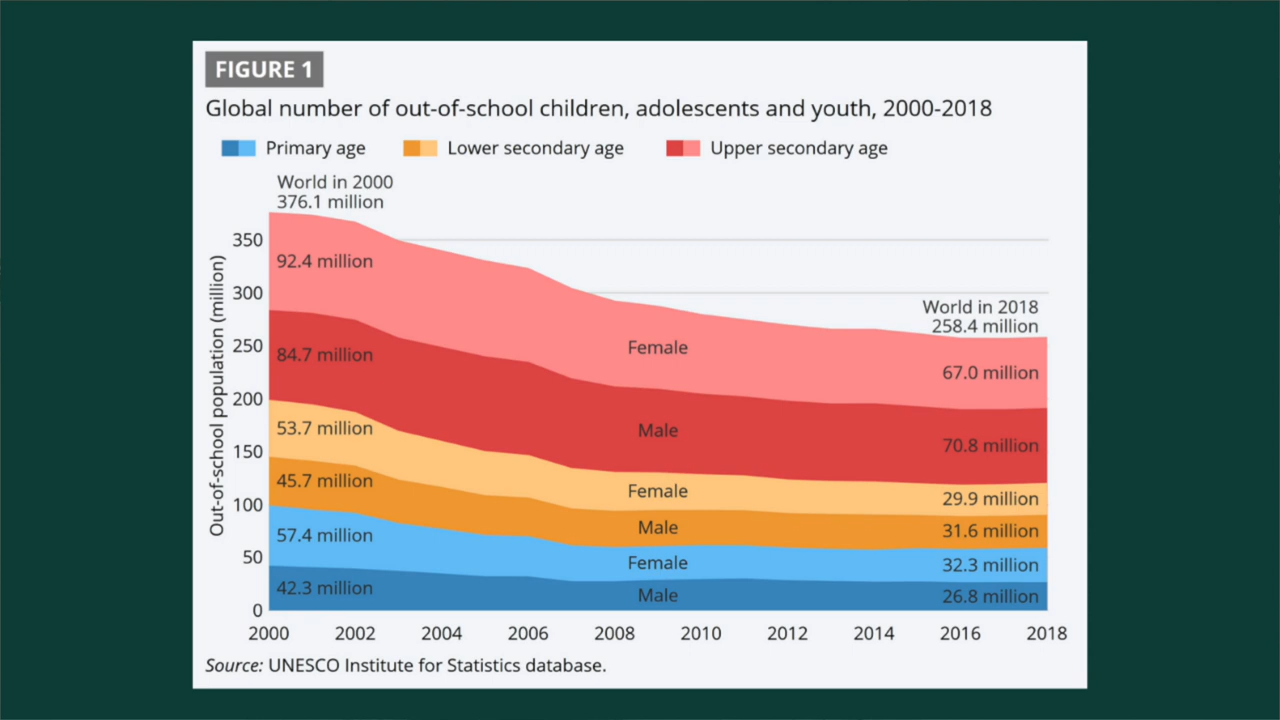 FIGURE 1
Global number of out-of-school children, adolescents and youth, 2000-2018
Primary age
Lower secondary age
Upper secondary age
World in 2000
376.1 million
350
300
250
200
150
100
50
0
Out-of-school population (million)
92.4 million
84.7 million
53.7 million
45.7 million
57.4 million
42.3 million
Female
Male
Female
Male
Female
Male
World in 2018
258.4 million
67.0 million
70.8 million
29.9 million
31.6 million
32.3 million
26.8 million
2000 2002 2004 2006 2008 2010 2012 2014 2016 2018
Source: UNESCO Institute for Statistics database.